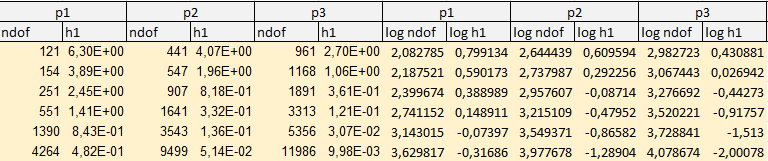 p1 p2 p3 p1 p2 p3
ndof h1 ndof h1 ndof h1 log ndof log h1 log ndof log h1 log ndof log h1
121 6,30E+00 441 4,07E+00 961 2,70E+00 2,082785 0,799134 2,644439 0,609594 2,982723 0,430881
154 3,89E+00 547 1,96E+00 1168 1,06E+00 2,187521 0,590173 2,737987 0,292256 3,067443 0,026942
251 2,45E+00 907 8,18E-01 1891 3,61E-01 2,399674 0,388989 2,957607 -0,08714 3,276692 -0,44273
551 1,41E+00 1641 3,32E-01 3313 1,21E-01 2,741152 0,148911 3,215109 -0,47952 3,520221 -0,91757
1390 8,43E-01 3543 1,36E-01 5356 3,07E-02 3,143015 -0,07397 3,549371 -0,86582 3,728841 -1,513
4264 4,82E-01 9499 5,14E-02 11986 9,98E-03 3,629817 -0,31686 3,977678 -1,28904 4,078674 -2,00078